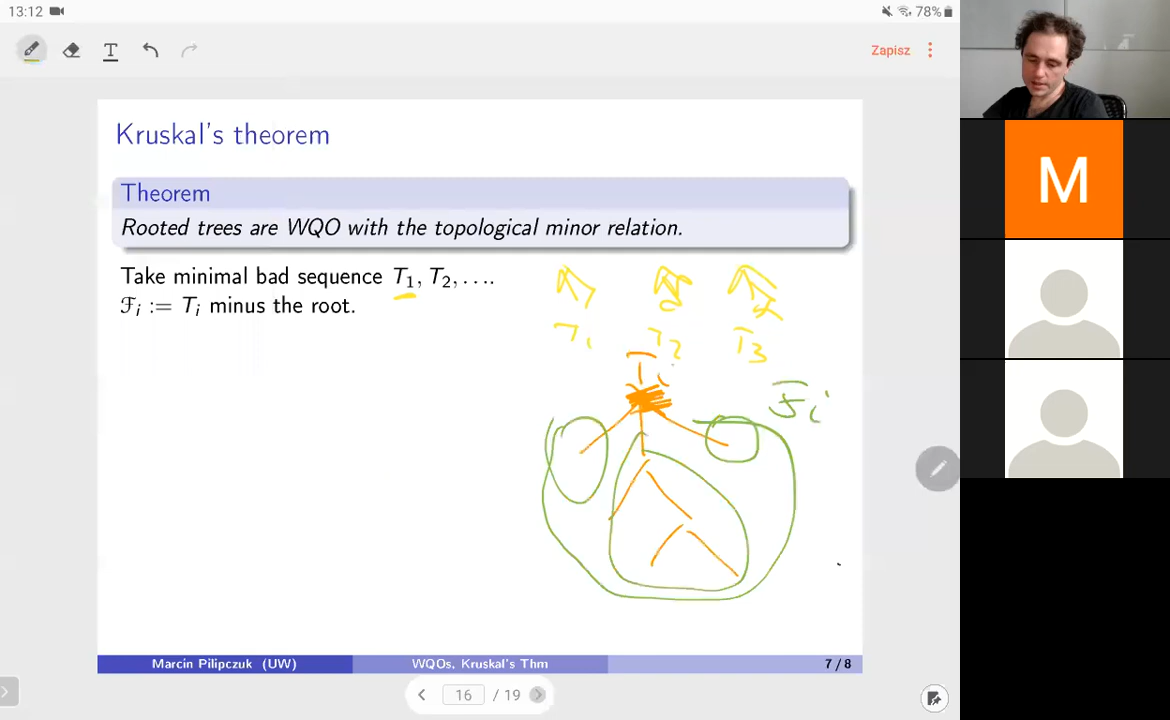 13:12
78%
T
Zapisz
Kruskal's theorem
Theorem
Rooted trees are WQO with the topological minor relation.
Take minimal bad sequence T₁, T₂, ....
ℱᵢ := Tᵢ minus the root.
T₁ T₂ T₃
Tᵢ
ℱᵢ
M
Marcin Pilipczuk (UW) WQOs, Kruskal's Thm 7 / 8
16 / 19